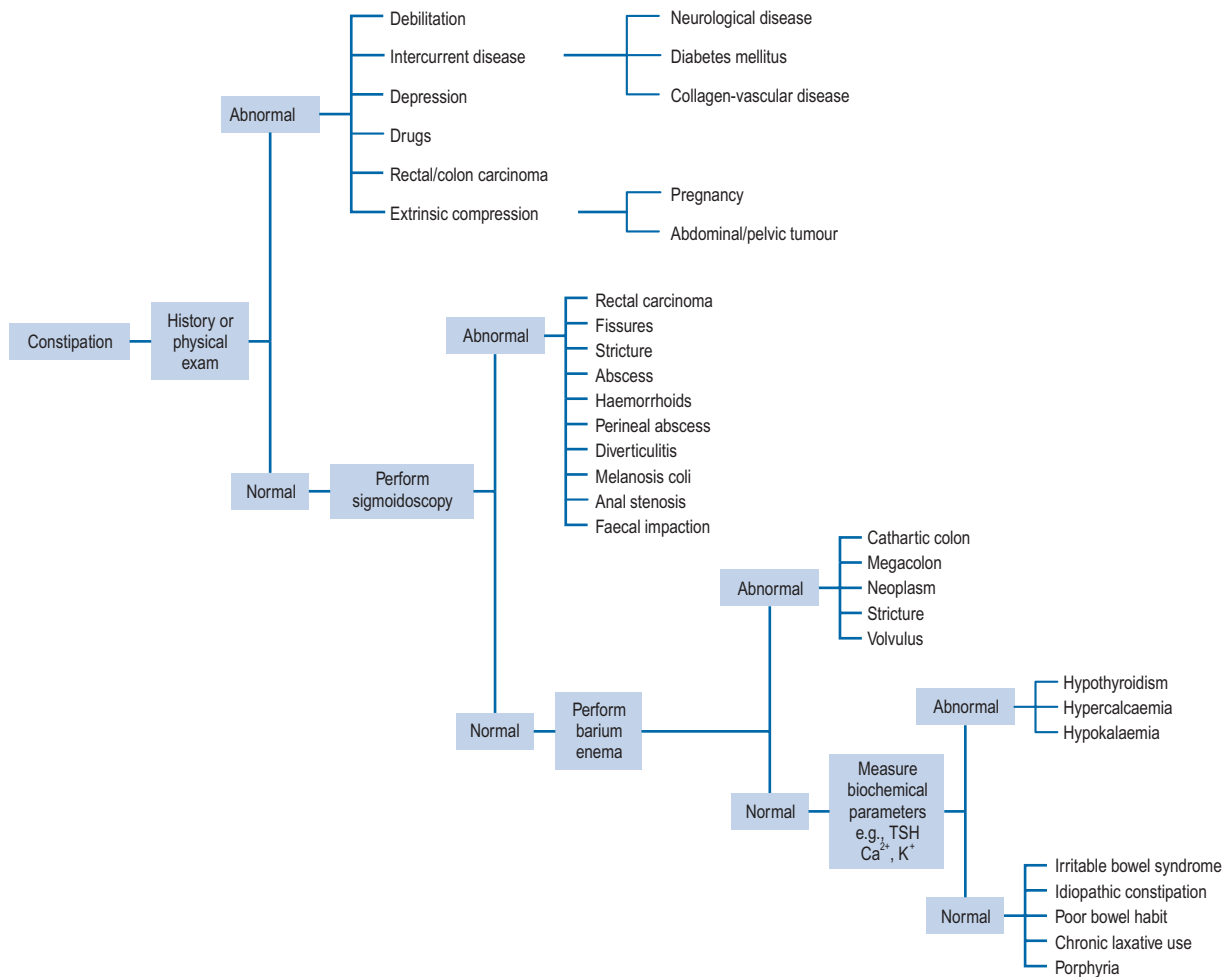 Constipation
History or
physical
exam
Abnormal
Debilitation
Intercurrent disease
Neurological disease
Diabetes mellitus
Collagen-vascular disease
Depression
Drugs
Rectal/colon carcinoma
Extrinsic compression
Pregnancy
Abdominal/pelvic tumour
Normal
Perform
sigmoidoscopy
Abnormal
Rectal carcinoma
Fissures
Stricture
Abscess
Haemorrhoids
Perineal abscess
Diverticulitis
Melanosis coli
Anal stenosis
Faecal impaction
Normal
Perform
barium
enema
Abnormal
Cathartic colon
Megacolon
Neoplasm
Stricture
Volvulus
Normal
Measure
biochemical
parameters
e.g., TSH
Ca²⁺, K⁺
Abnormal
Hypothyroidism
Hypercalcaemia
Hypokalaemia
Normal
Irritable bowel syndrome
Idiopathic constipation
Poor bowel habit
Chronic laxative use
Porphyria